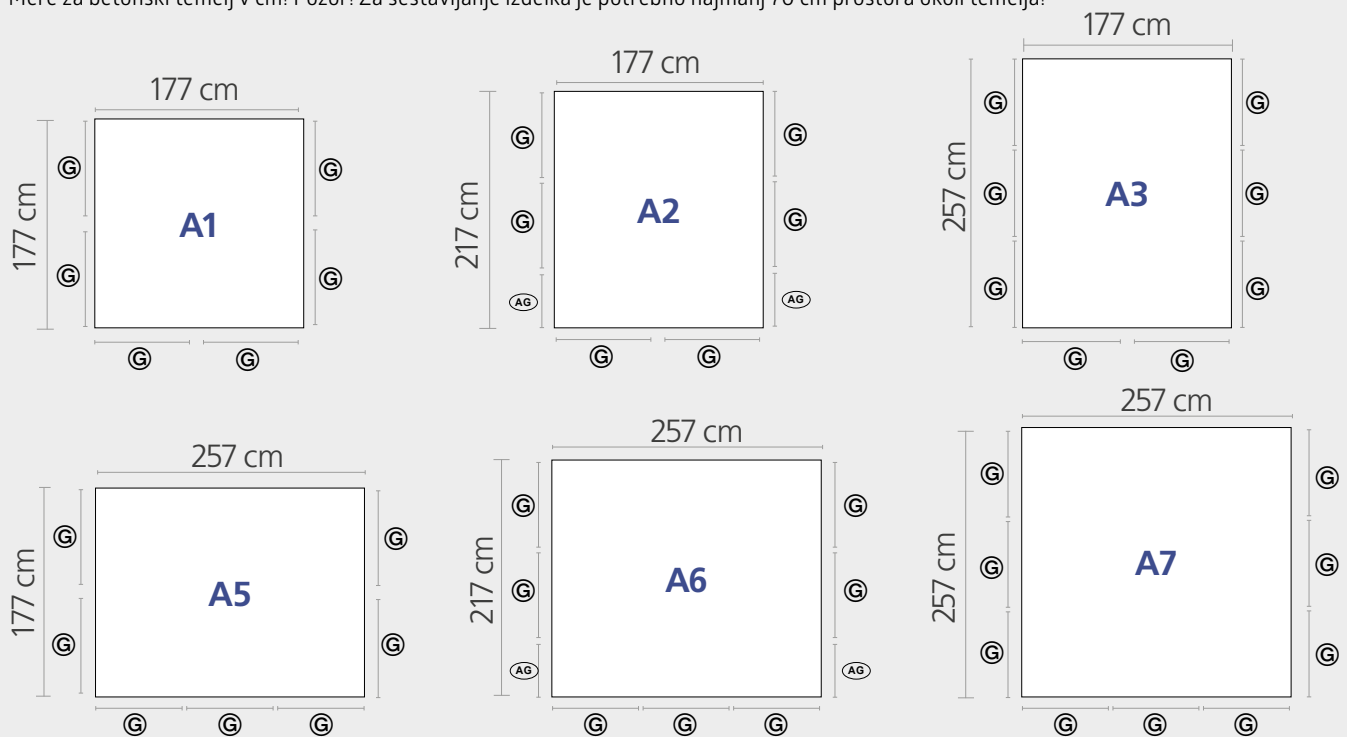 Mere za betonski temelj v cm! Pozor! Za sestavljanje izdelka je potrebno najmanj 70 cm prostora okoli temelja!
177 cm
177 cm
G
G
A1
G
G
G
G
177 cm
217 cm
G
G
AG
A2
G
G
AG
G
G
177 cm
257 cm
G
G
G
A3
G
G
G
G
G
257 cm
177 cm
G
G
A5
G
G
G
G
G
257 cm
217 cm
G
G
AG
A6
G
G
AG
G
G
G
257 cm
257 cm
G
G
G
A7
G
G
G
G
G
G